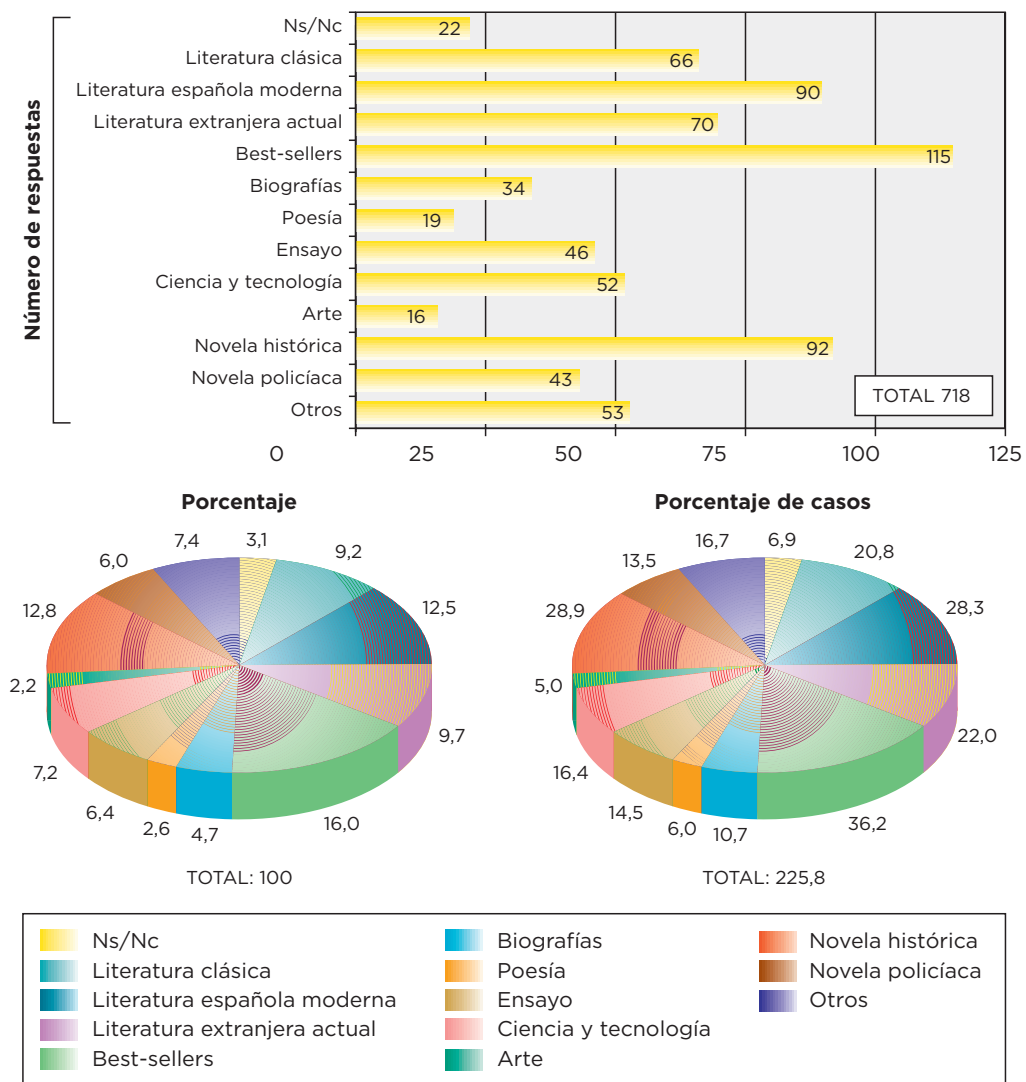 Número de respuestas
Ns/Nc
22
Literatura clásica
66
Literatura española moderna
90
Literatura extranjera actual
70
Best-sellers
115
Biografías
34
Poesía
19
Ensayo
46
Ciencia y tecnología
52
Arte
16
Novela histórica
92
Novela policíaca
43
Otros
53
TOTAL 718
0 25 50 75 100 125
Porcentaje
3,1
9,2
12,5
9,7
16,0
4,7
2,6
6,4
7,2
2,2
12,8
6,0
7,4
TOTAL: 100
Porcentaje de casos
6,9
20,8
28,3
22,0
36,2
10,7
6,0
14,5
16,4
5,0
28,9
13,5
16,7
TOTAL: 225,8
Ns/Nc
Literatura clásica
Literatura española moderna
Literatura extranjera actual
Best-sellers
Biografías
Poesía
Ensayo
Ciencia y tecnología
Arte
Novela histórica
Novela policíaca
Otros